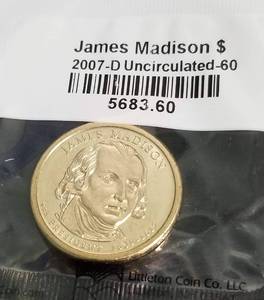 James Madison $
2007-D Uncirculated-60
5683.60
JAMES MADISON
Littleton Coin Co., LLC